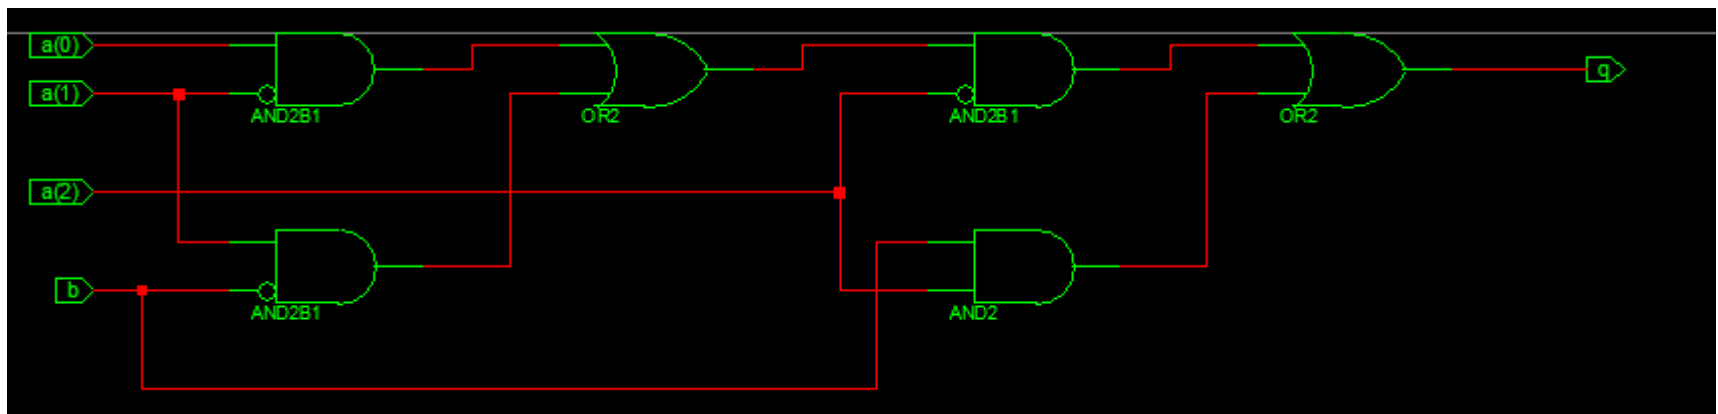 a(0)
a(1)
AND2B1
OR2
AND2B1
OR2
q
a(2)
b
AND2B1
AND2